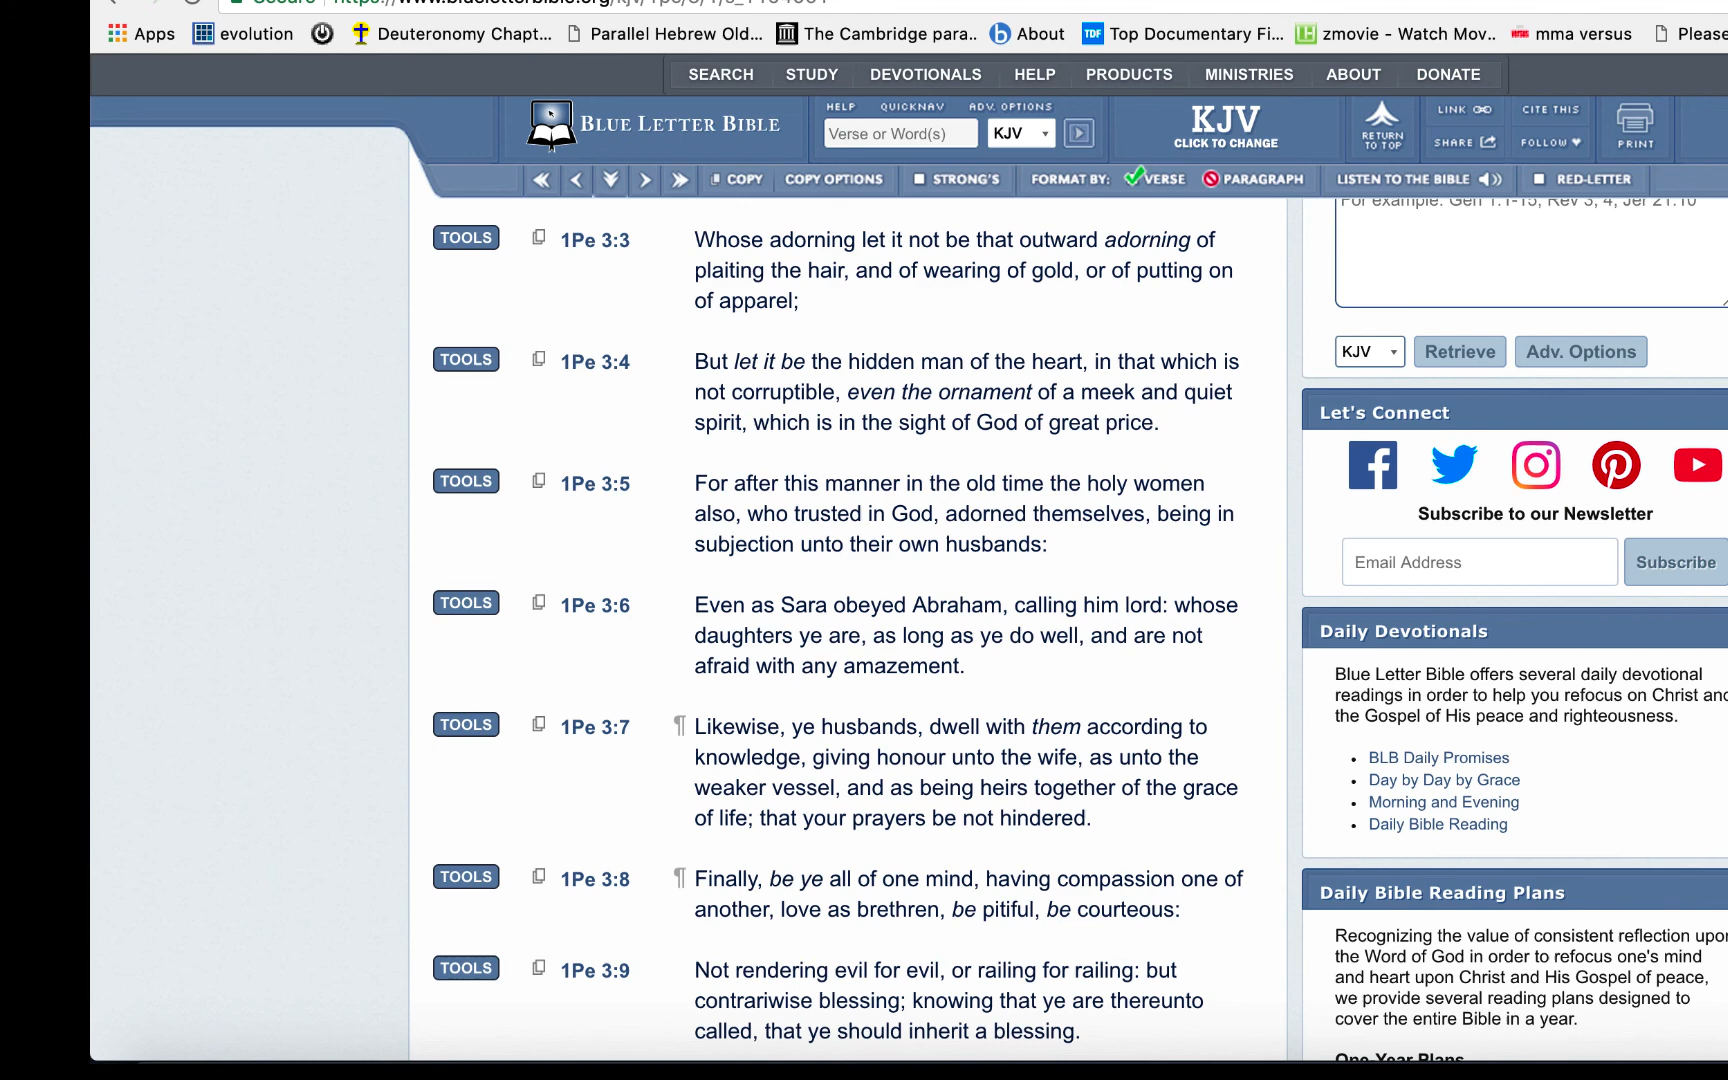 Apps evolution Deuteronomy Chapt... Parallel Hebrew Old... The Cambridge para.. About TDF Top Documentary Fi... zmovie - Watch Mov.. mma versus Please
SEARCH STUDY DEVOTIONALS HELP PRODUCTS MINISTRIES ABOUT DONATE
BLUE LETTER BIBLE
HELP QUICKNAV ADV. OPTIONS
Verse or Word(s) KJV
KJV
CLICK TO CHANGE
RETURN
TO TOP
LINK CITE THIS
SHARE FOLLOW
PRINT
COPY COPY OPTIONS STRONG'S FORMAT BY: VERSE PARAGRAPH LISTEN TO THE BIBLE RED-LETTER
TOOLS 1Pe 3:3 Whose adorning let it not be that outward adorning of
plaiting the hair, and of wearing of gold, or of putting on
of apparel;
TOOLS 1Pe 3:4 But let it be the hidden man of the heart, in that which is
not corruptible, even the ornament of a meek and quiet
spirit, which is in the sight of God of great price.
TOOLS 1Pe 3:5 For after this manner in the old time the holy women
also, who trusted in God, adorned themselves, being in
subjection unto their own husbands:
TOOLS 1Pe 3:6 Even as Sara obeyed Abraham, calling him lord: whose
daughters ye are, as long as ye do well, and are not
afraid with any amazement.
TOOLS 1Pe 3:7 ¶ Likewise, ye husbands, dwell with them according to
knowledge, giving honour unto the wife, as unto the
weaker vessel, and as being heirs together of the grace
of life; that your prayers be not hindered.
TOOLS 1Pe 3:8 ¶ Finally, be ye all of one mind, having compassion one of
another, love as brethren, be pitiful, be courteous:
TOOLS 1Pe 3:9 Not rendering evil for evil, or railing for railing: but
contrariwise blessing; knowing that ye are thereunto
called, that ye should inherit a blessing.
For example: Gen 1:1-15; Rev 3, 4; Jer 21:10
KJV Retrieve Adv. Options
Let's Connect
Subscribe to our Newsletter
Email Address Subscribe
Daily Devotionals
Blue Letter Bible offers several daily devotional
readings in order to help you refocus on Christ and
the Gospel of His peace and righteousness.
• BLB Daily Promises
• Day by Day by Grace
• Morning and Evening
• Daily Bible Reading
Daily Bible Reading Plans
Recognizing the value of consistent reflection upon
the Word of God in order to refocus one's mind
and heart upon Christ and His Gospel of peace,
we provide several reading plans designed to
cover the entire Bible in a year.
One-Year Plans